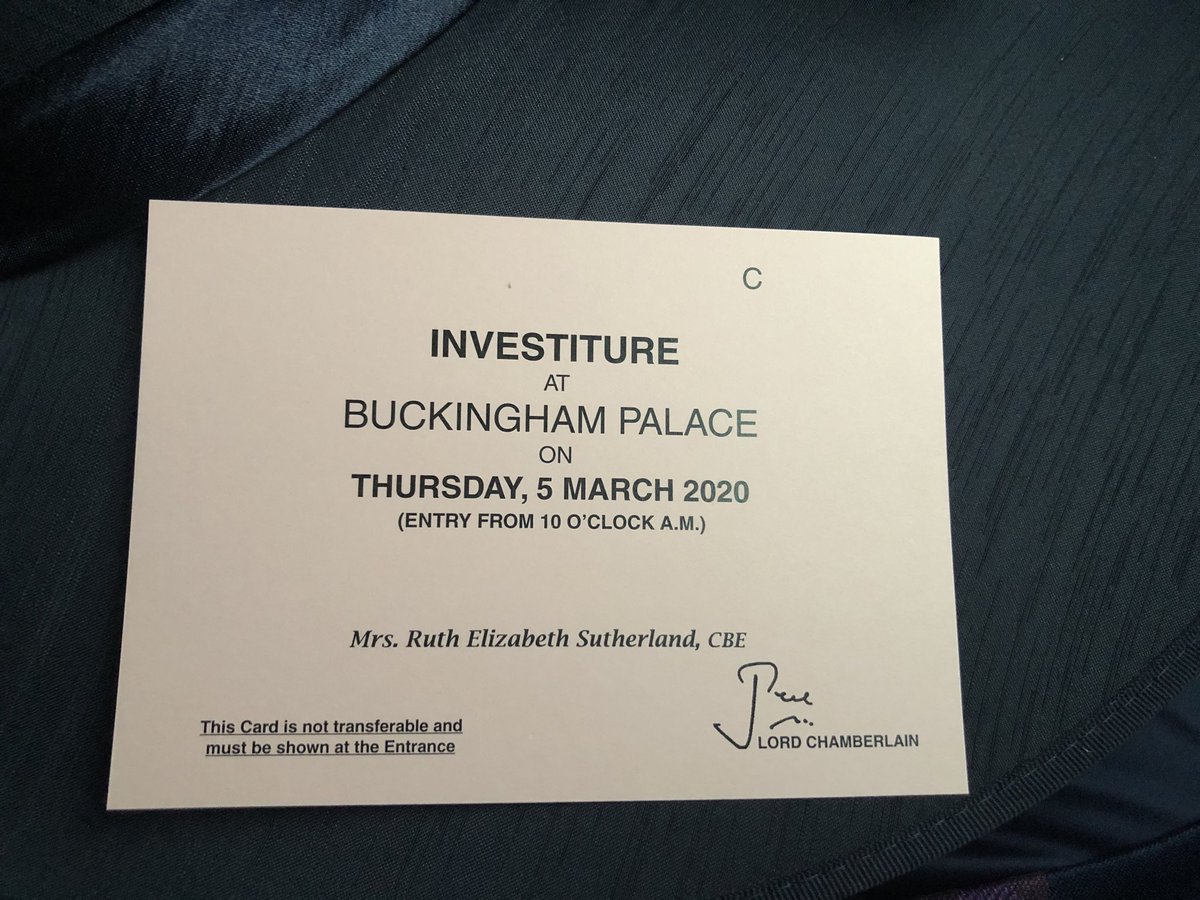 C
INVESTITURE
AT
BUCKINGHAM PALACE
ON
THURSDAY, 5 MARCH 2020
(ENTRY FROM 10 O'CLOCK A.M.)
Mrs. Ruth Elizabeth Sutherland, CBE
This Card is not transferable and
must be shown at the Entrance
LORD CHAMBERLAIN